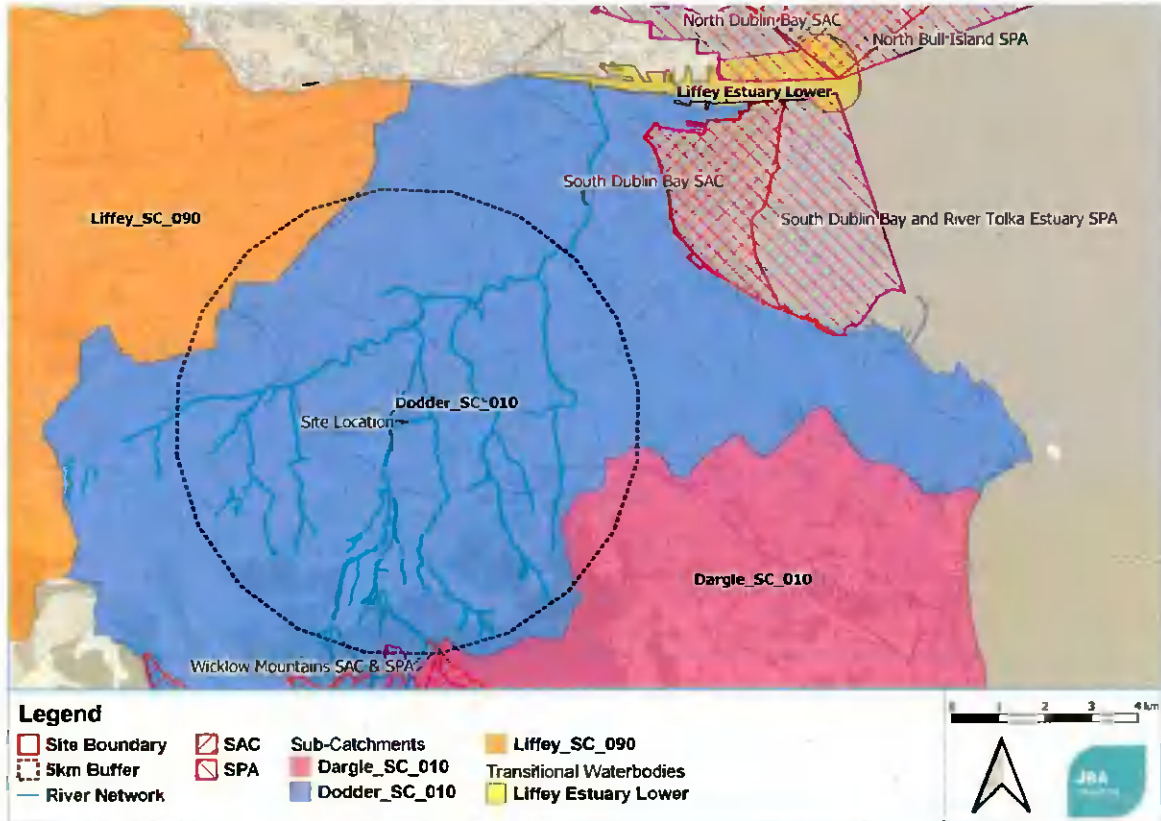 North Dublin Bay SAC
North Bull Island SPA
Liffey Estuary Lower
South Dublin Bay SAC
Liffey_SC_090
South Dublin Bay and River Tolka Estuary SPA
Dodder_SC_010
Site Location
Dargle_SC_010
Wicklow Mountains SAC & SPA
Legend
Site Boundary
5km Buffer
River Network
SAC
SPA
Sub-Catchments
Dargle_SC_010
Dodder_SC_010
Liffey_SC_090
Transitional Waterbodies
Liffey Estuary Lower
0 1 2 3 4 km
JBA